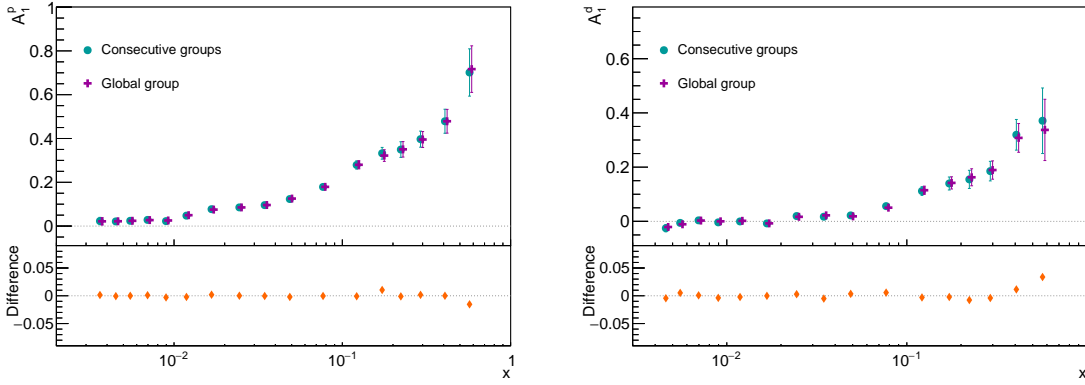 A₁ᵖ
1
0.8
0.6
0.4
0.2
0
Consecutive groups
Global group
Difference
0.05
0
−0.05
10⁻²
10⁻¹
1
x
A₁ᵈ
0.6
0.4
0.2
0
Consecutive groups
Global group
Difference
0.05
0
−0.05
10⁻²
10⁻¹
x